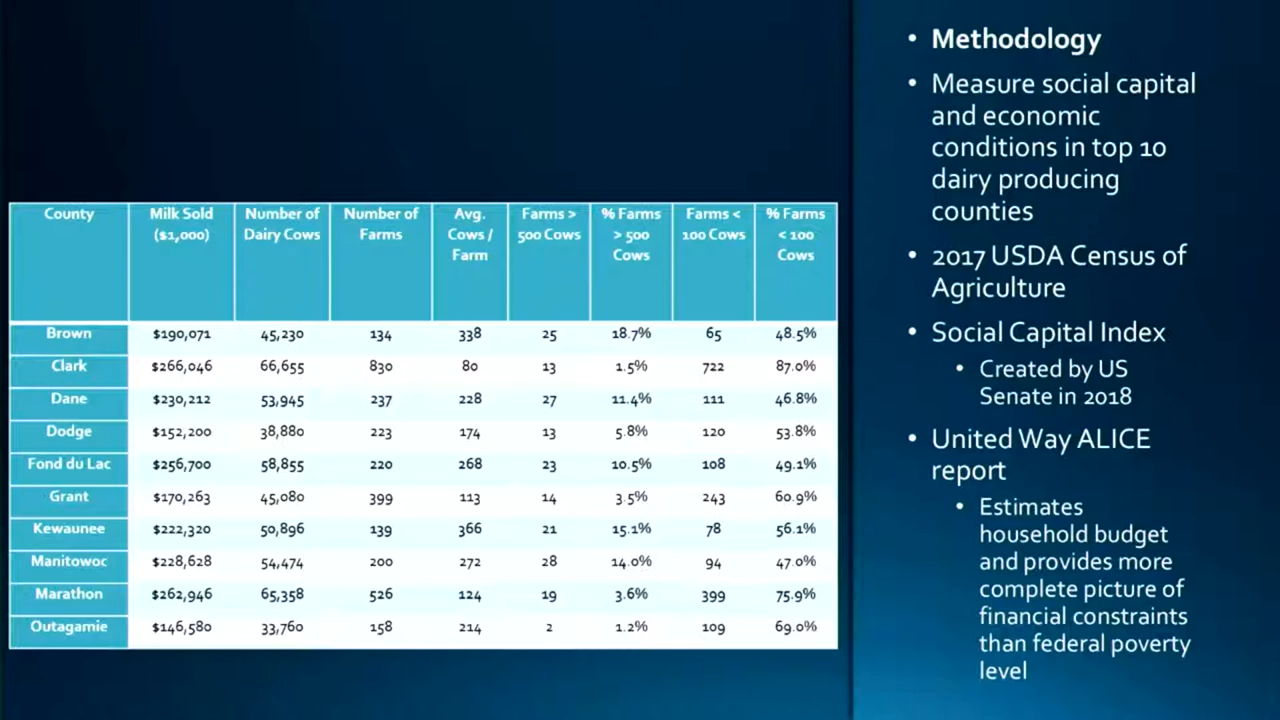 County Milk Sold ($1,000) Number of Dairy Cows Number of Farms Avg. Cows / Farm Farms > 500 Cows % Farms > 500 Cows Farms < 100 Cows % Farms < 100 Cows
Brown $190,071 45,230 134 338 25 18.7% 65 48.5%
Clark $266,046 66,655 830 80 13 1.5% 722 87.0%
Dane $230,212 53,945 237 228 27 11.4% 111 46.8%
Dodge $152,200 38,880 223 174 13 5.8% 120 53.8%
Fond du Lac $256,700 58,855 220 268 23 10.5% 108 49.1%
Grant $170,263 45,080 399 113 14 3.5% 243 60.9%
Kewaunee $222,320 50,896 139 366 21 15.1% 78 56.1%
Manitowoc $228,628 54,474 200 272 28 14.0% 94 47.0%
Marathon $262,946 65,358 526 124 19 3.6% 399 75.9%
Outagamie $146,580 33,760 158 214 2 1.2% 109 69.0%
• Methodology
• Measure social capital
and economic
conditions in top 10
dairy producing
counties
• 2017 USDA Census of
Agriculture
• Social Capital Index
• Created by US
Senate in 2018
• United Way ALICE
report
• Estimates
household budget
and provides more
complete picture of
financial constraints
than federal poverty
level